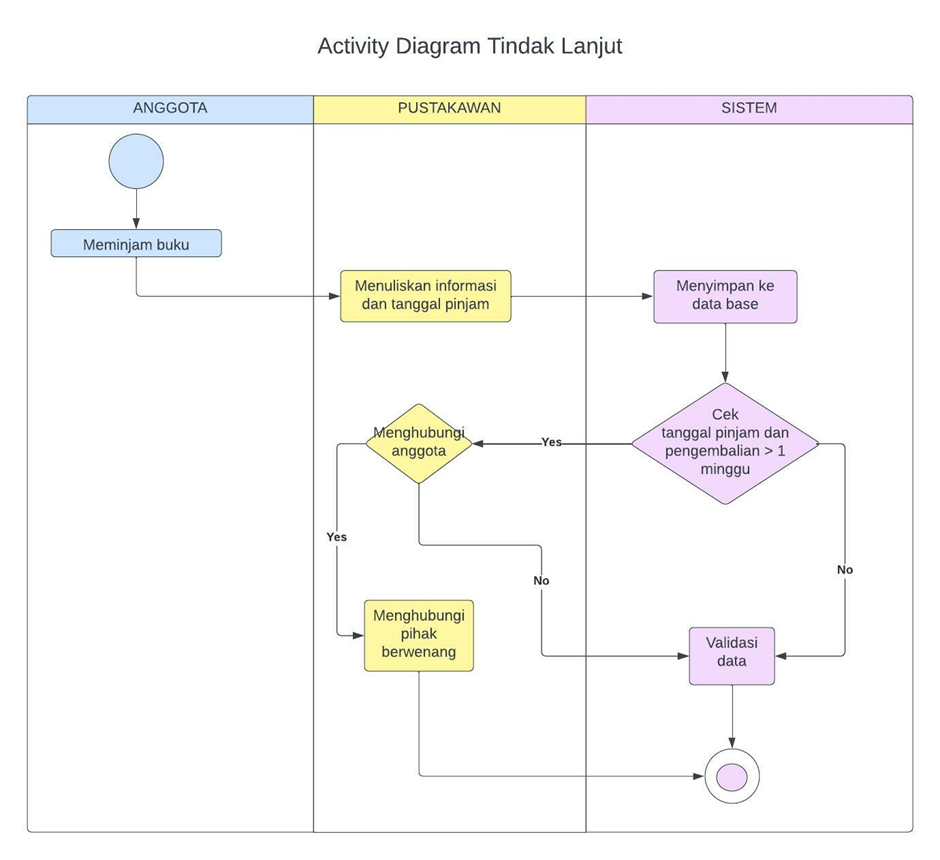 Activity Diagram Tindak Lanjut
ANGGOTA
PUSTAKAWAN
SISTEM
Meminjam buku
Menuliskan informasi
dan tanggal pinjam
Menyimpan ke
data base
Cek
tanggal pinjam dan
pengembalian > 1
minggu
Yes
Menghubungi
anggota
Yes
No
No
Menghubungi
pihak
berwenang
Validasi
data